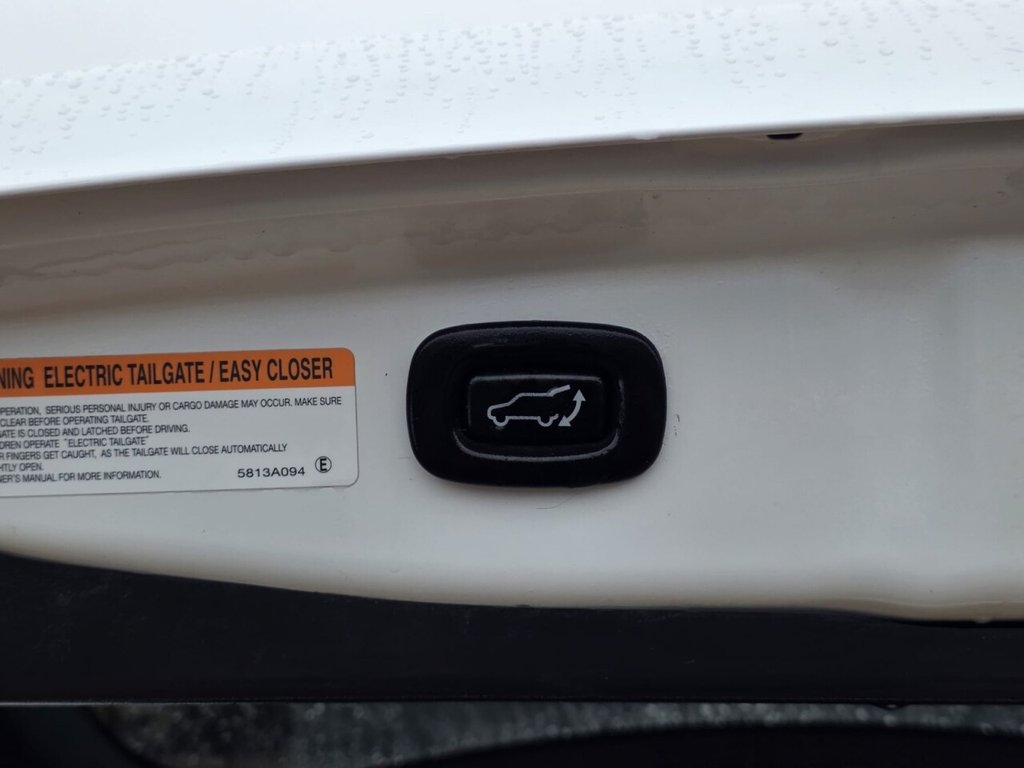 NING ELECTRIC TAILGATE / EASY CLOSER
PERATION, SERIOUS PERSONAL INJURY OR CARGO DAMAGE MAY OCCUR. MAKE SURE
CLEAR BEFORE OPERATING TAILGATE.
GATE IS CLOSED AND LATCHED BEFORE DRIVING.
DREN OPERATE "ELECTRIC TAILGATE"
R FINGERS GET CAUGHT, AS THE TAILGATE WILL CLOSE AUTOMATICALLY
HTLY OPEN.
NER'S MANUAL FOR MORE INFORMATION.
5813A094 E